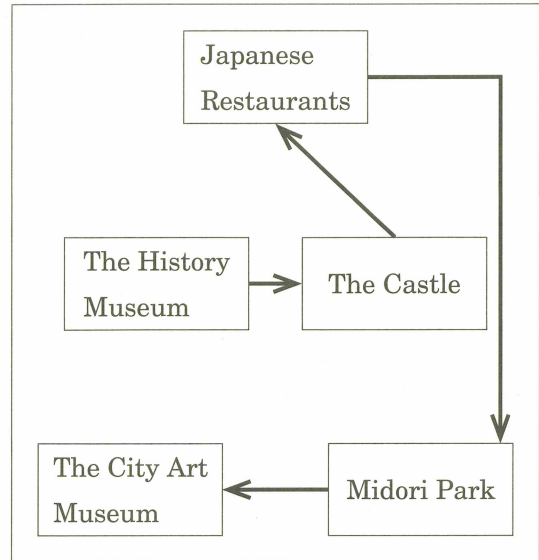 Japanese
Restaurants
The History
Museum
The Castle
The City Art
Museum
Midori Park